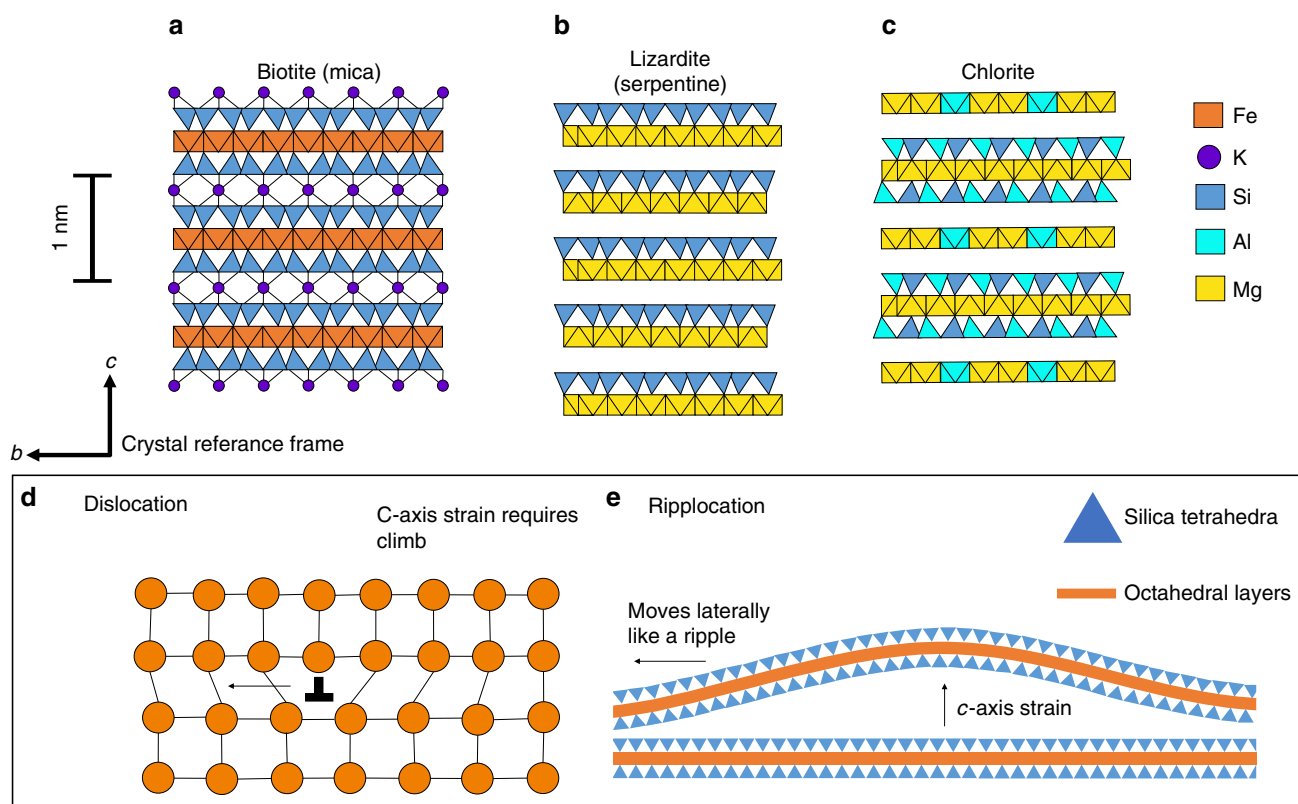 a
Biotite (mica)
b
Lizardite
(serpentine)
c
Chlorite
Fe
K
Si
Al
Mg
1 nm
c
b
Crystal referance frame
d
Dislocation
C-axis strain requires
climb
e
Ripplocation
Silica tetrahedra
Octahedral layers
Moves laterally
like a ripple
c-axis strain